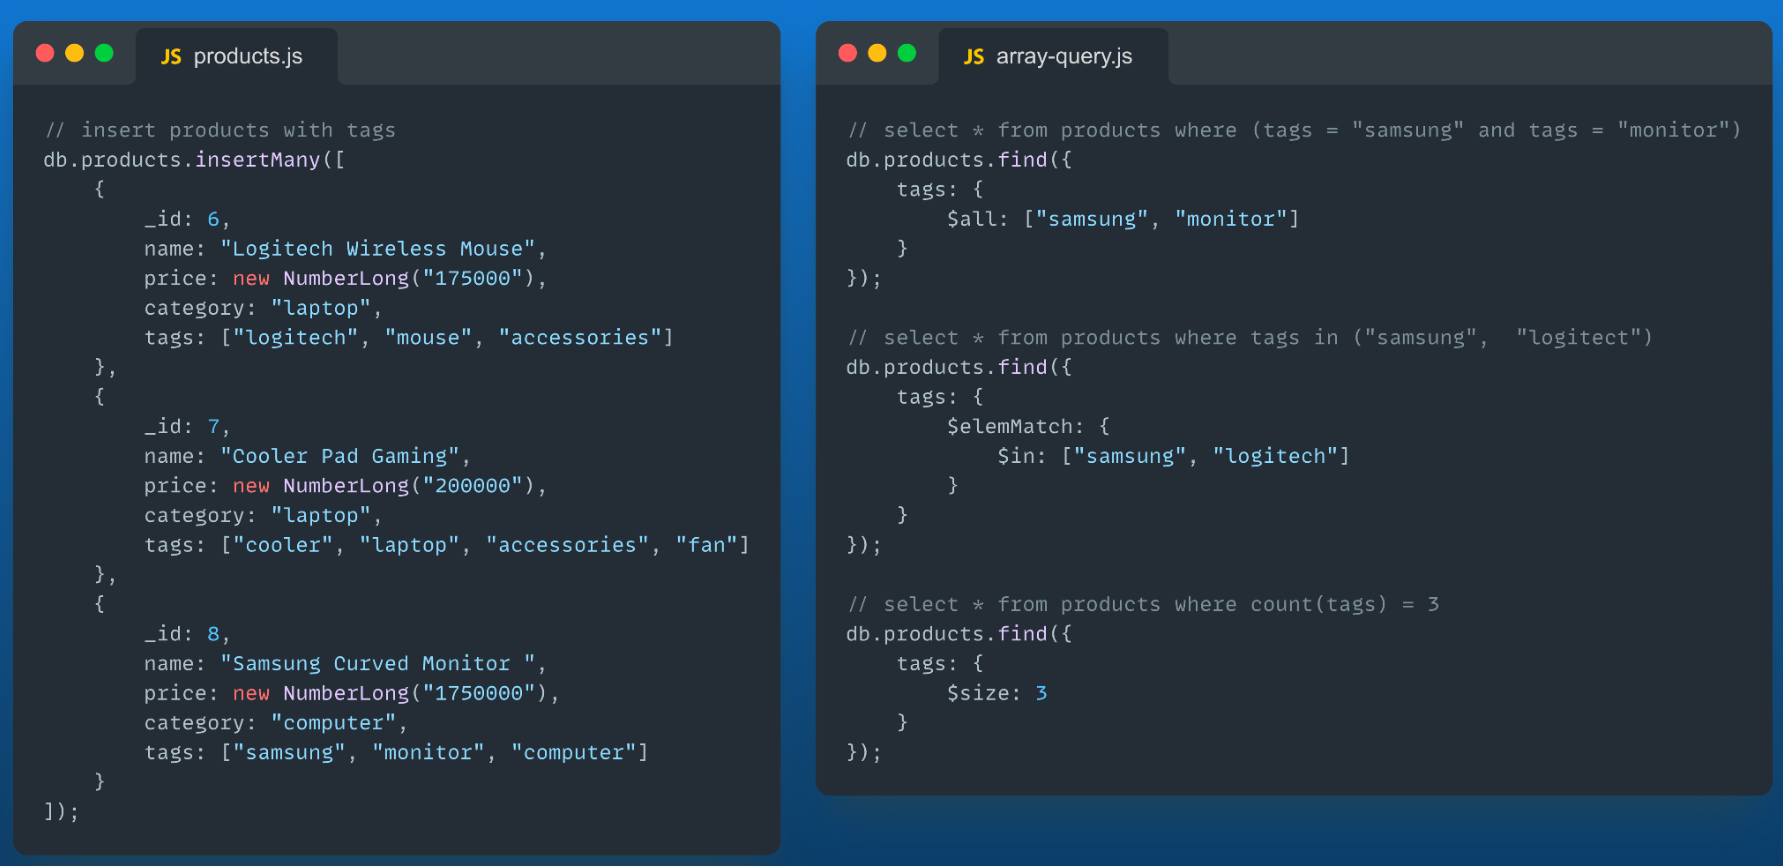 JS products.js
// insert products with tags
db.products.insertMany([
    {
        _id: 6,
        name: "Logitech Wireless Mouse",
        price: new NumberLong("175000"),
        category: "laptop",
        tags: ["logitech", "mouse", "accessories"]
    },
    {
        _id: 7,
        name: "Cooler Pad Gaming",
        price: new NumberLong("200000"),
        category: "laptop",
        tags: ["cooler", "laptop", "accessories", "fan"]
    },
    {
        _id: 8,
        name: "Samsung Curved Monitor ",
        price: new NumberLong("1750000"),
        category: "computer",
        tags: ["samsung", "monitor", "computer"]
    }
]);
JS array-query.js
// select * from products where (tags = "samsung" and tags = "monitor")
db.products.find({
    tags: {
        $all: ["samsung", "monitor"]
    }
});
// select * from products where tags in ("samsung",  "logitect")
db.products.find({
    tags: {
        $elemMatch: {
            $in: ["samsung", "logitech"]
        }
    }
});
// select * from products where count(tags) = 3
db.products.find({
    tags: {
        $size: 3
    }
});